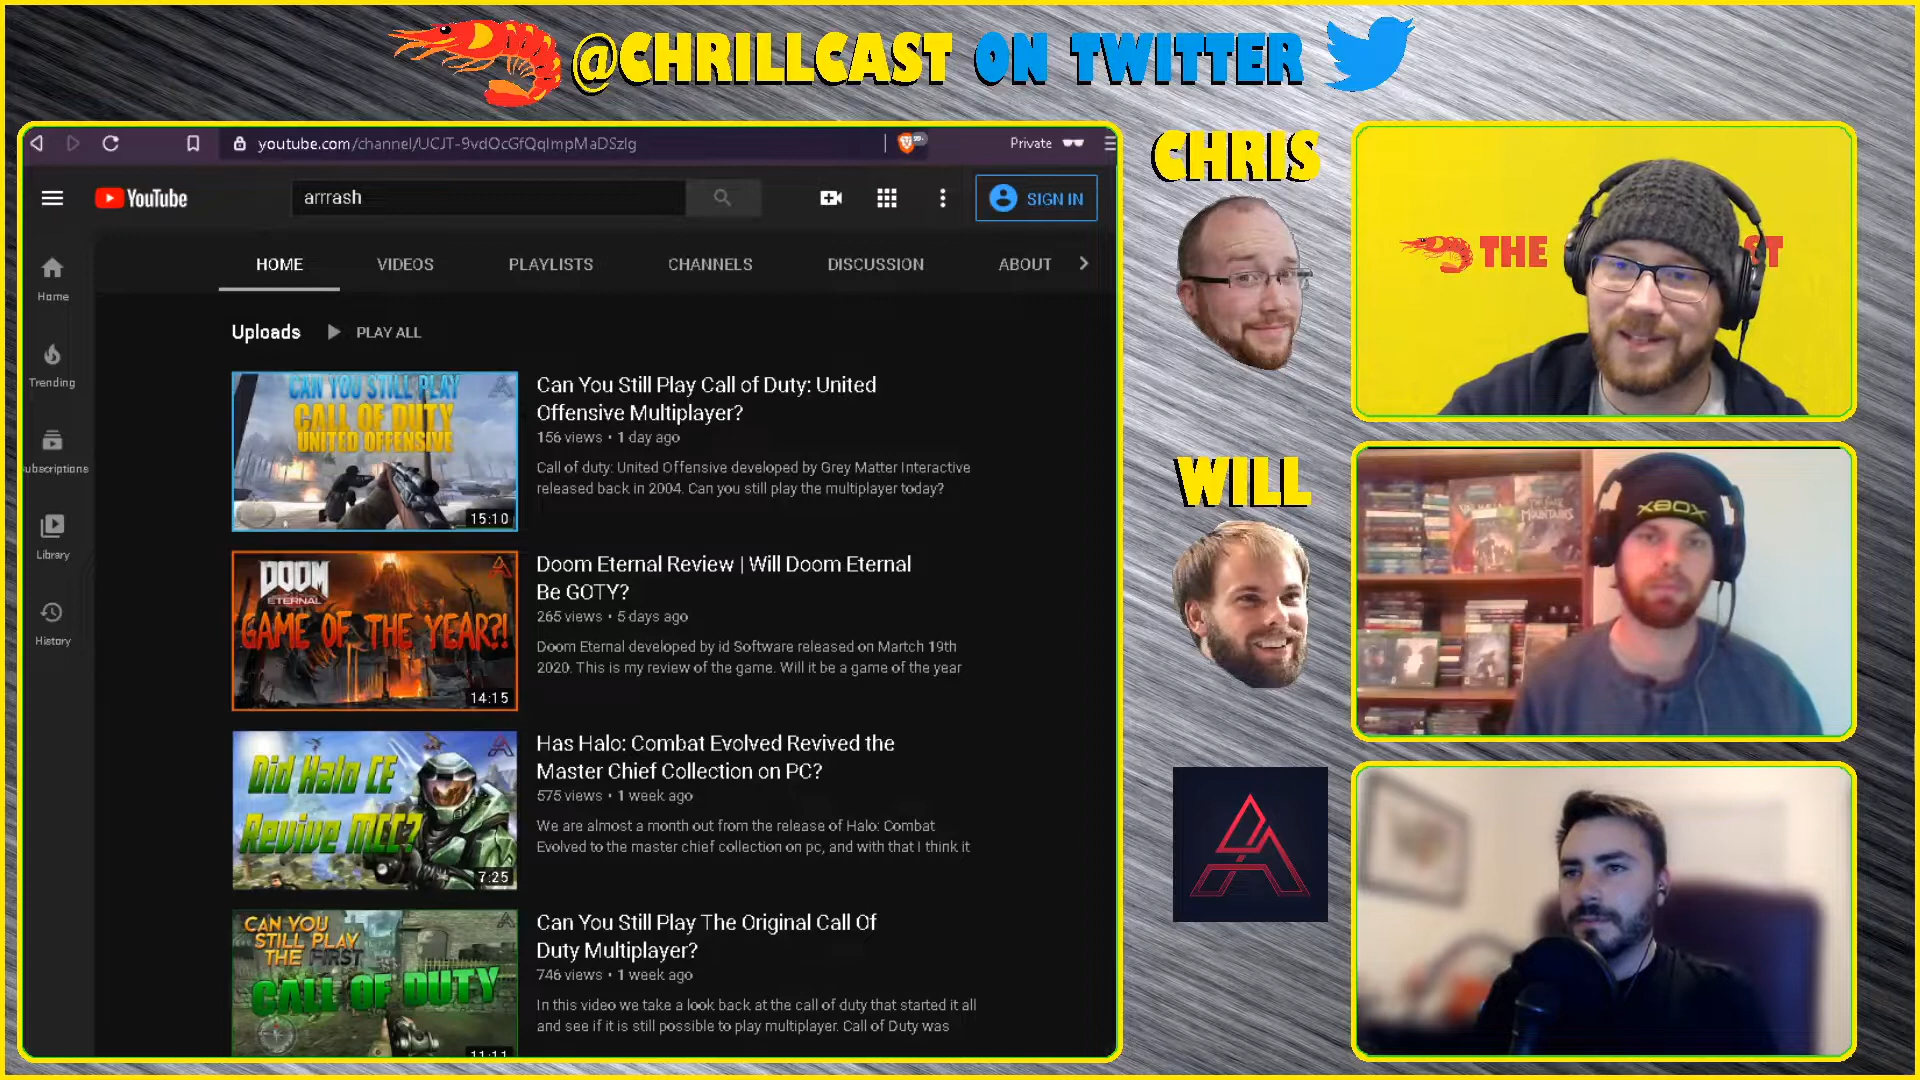 @CHRILLCAST ON TWITTER
youtube.com/channel/UCJT-9vdOcGfQqImpMaDSzIg
Private
YouTube
arrrash
SIGN IN
HOME
VIDEOS
PLAYLISTS
CHANNELS
DISCUSSION
ABOUT
Home
Trending
ubscriptions
Library
History
Uploads
PLAY ALL
CAN YOU STILL PLAY
CALL OF DUTY
UNITED OFFENSIVE
15:10
Can You Still Play Call of Duty: United
Offensive Multiplayer?
156 views • 1 day ago
Call of duty: United Offensive developed by Grey Matter Interactive
released back in 2004. Can you still play the multiplayer today?
DOOM
ETERNAL
GAME OF THE YEAR?!
14:15
Doom Eternal Review | Will Doom Eternal
Be GOTY?
265 views • 5 days ago
Doom Eternal developed by id Software released on Martch 19th
2020. This is my review of the game. Will it be a game of the year
Did Halo CE
Revive MCC?
7:25
Has Halo: Combat Evolved Revived the
Master Chief Collection on PC?
575 views • 1 week ago
We are almost a month out from the release of Halo: Combat
Evolved to the master chief collection on pc, and with that I think it
CAN YOU
STILL PLAY
THE FIRST
CALL OF DUTY
11:11
Can You Still Play The Original Call Of
Duty Multiplayer?
746 views • 1 week ago
In this video we take a look back at the call of duty that started it all
and see if it is still possible to play multiplayer. Call of Duty was
CHRIS
THE
ST
WILL
XBOX